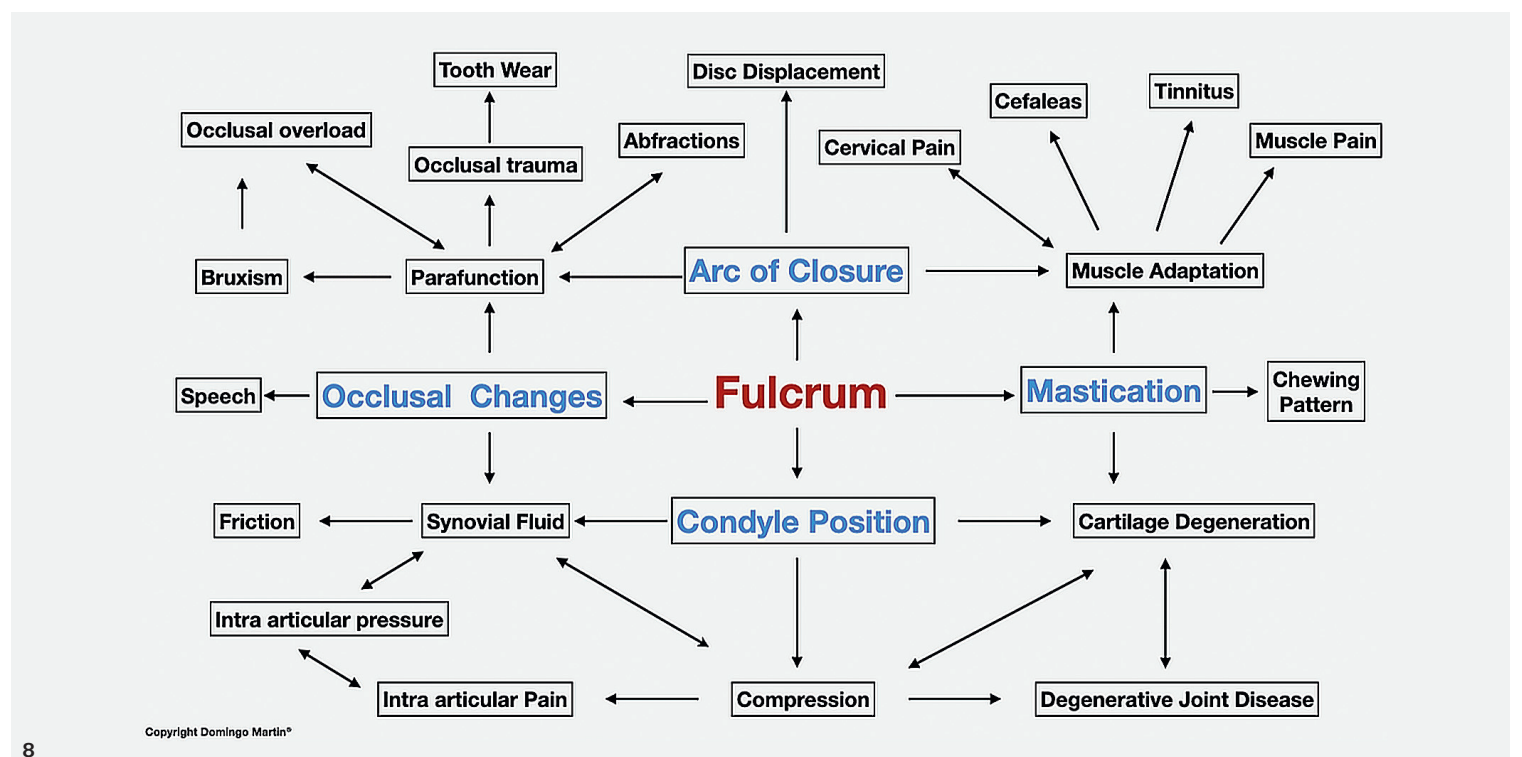 Tooth Wear
Disc Displacement
Cefaleas
Tinnitus
Occlusal overload
Occlusal trauma
Abfractions
Cervical Pain
Muscle Pain
Bruxism
Parafunction
Arc of Closure
Muscle Adaptation
Speech
Occlusal Changes
Fulcrum
Mastication
Chewing
Pattern
Friction
Synovial Fluid
Condyle Position
Cartilage Degeneration
Intra articular pressure
Intra articular Pain
Compression
Degenerative Joint Disease
Copyright Domingo Martin®
8